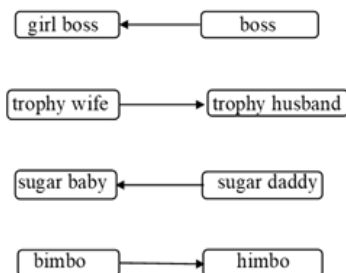 girl boss boss
trophy wife trophy husband
sugar baby sugar daddy
bimbo himbo